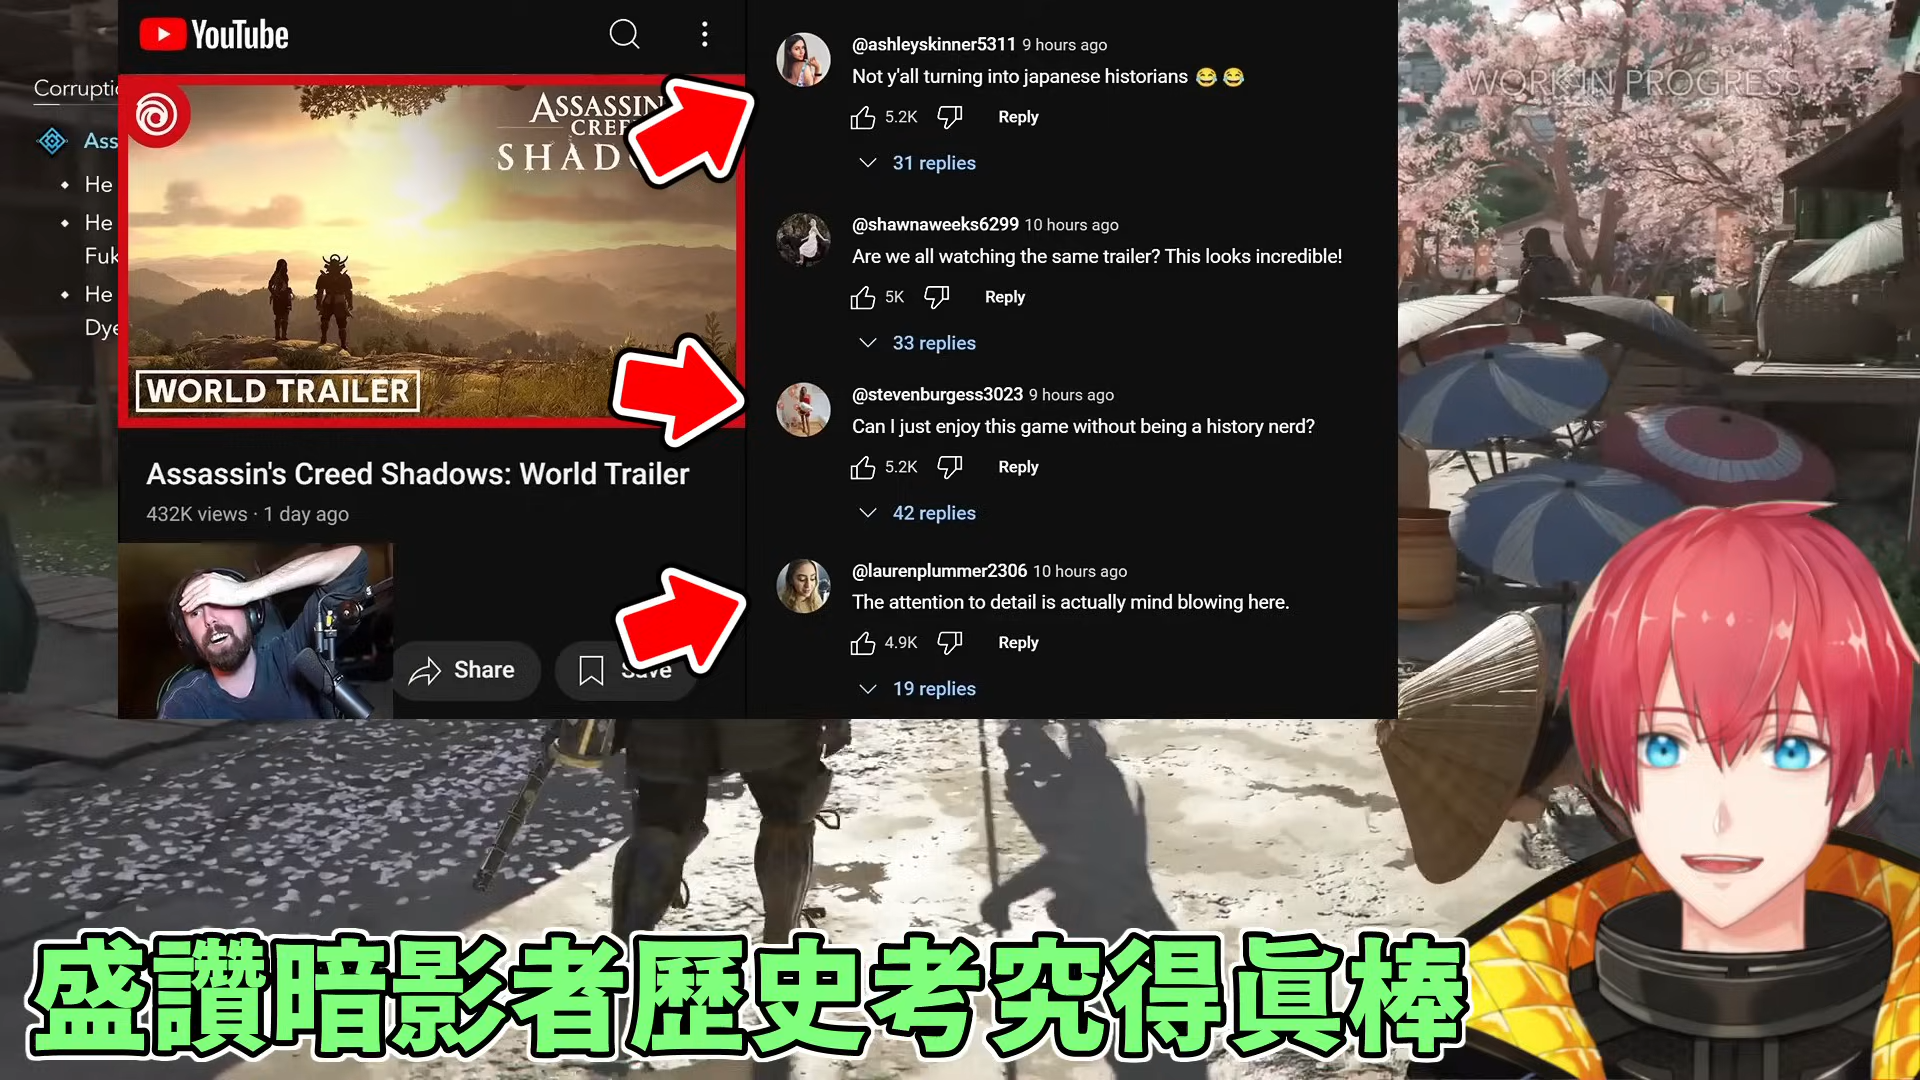 YouTube
Corruptio
Ass
He
He
Fuk
He
Dye
ASSASSIN
CREE
SHADO
WORLD TRAILER
Assassin's Creed Shadows: World Trailer
432K views · 1 day ago
Share
Save
@ashleyskinner5311 9 hours ago
Not y'all turning into japanese historians 😂😂
5.2K
Reply
31 replies
@shawnaweeks6299 10 hours ago
Are we all watching the same trailer? This looks incredible!
5K
Reply
33 replies
@stevenburgess3023 9 hours ago
Can I just enjoy this game without being a history nerd?
5.2K
Reply
42 replies
@laurenplummer2306 10 hours ago
The attention to detail is actually mind blowing here.
4.9K
Reply
19 replies
WORK IN PROGRESS
盛讚暗影者歷史考究得眞棒